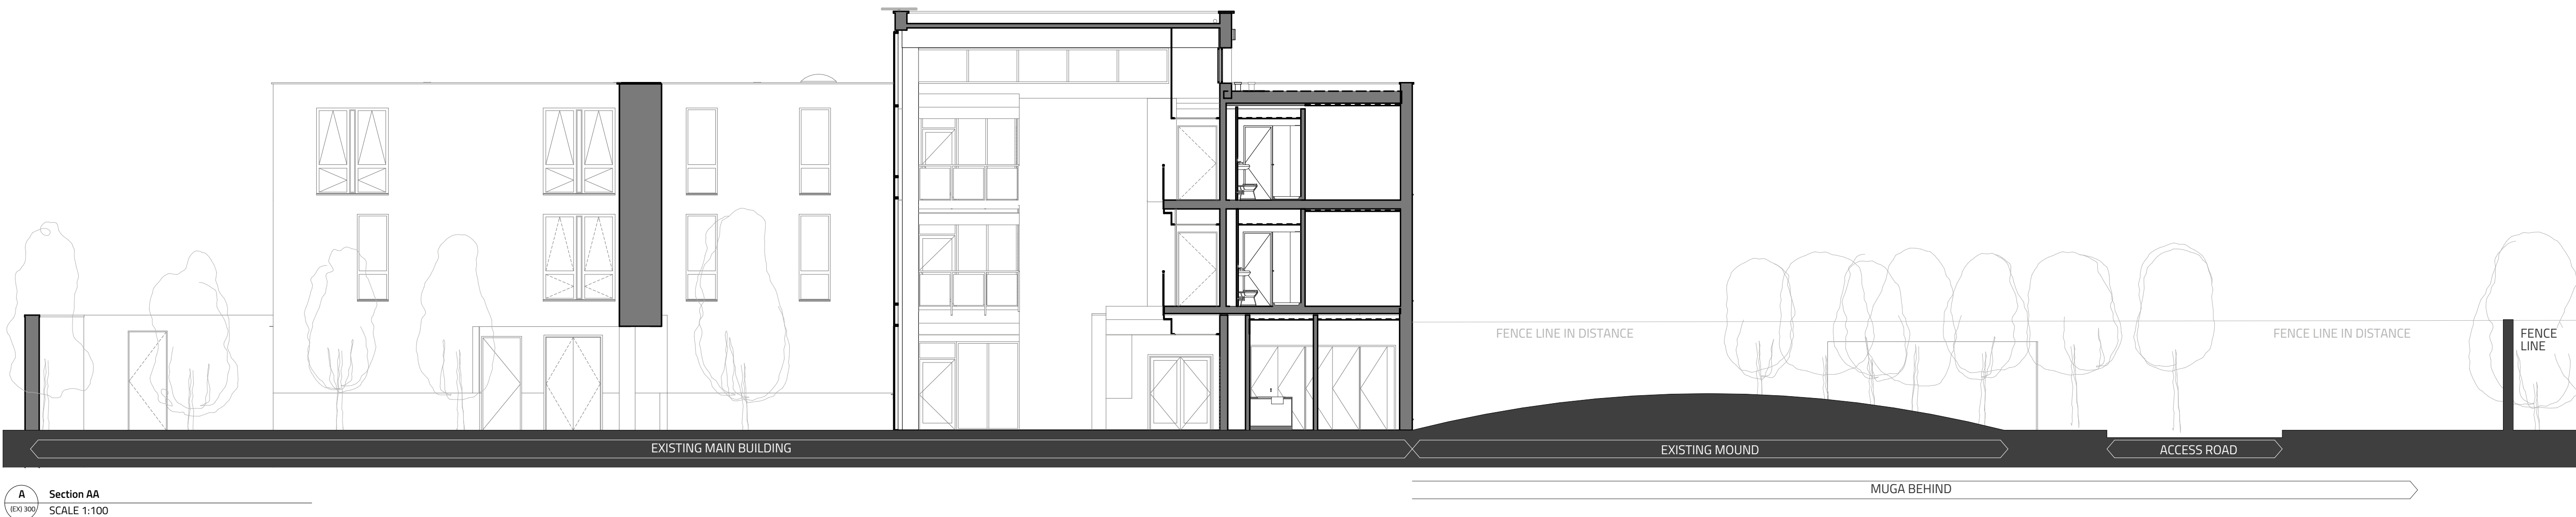 FENCE LINE IN DISTANCE
FENCE LINE IN DISTANCE
FENCE
LINE
EXISTING MAIN BUILDING
EXISTING MOUND
ACCESS ROAD
MUGA BEHIND
A
(EX) 300
Section AA
SCALE 1:100